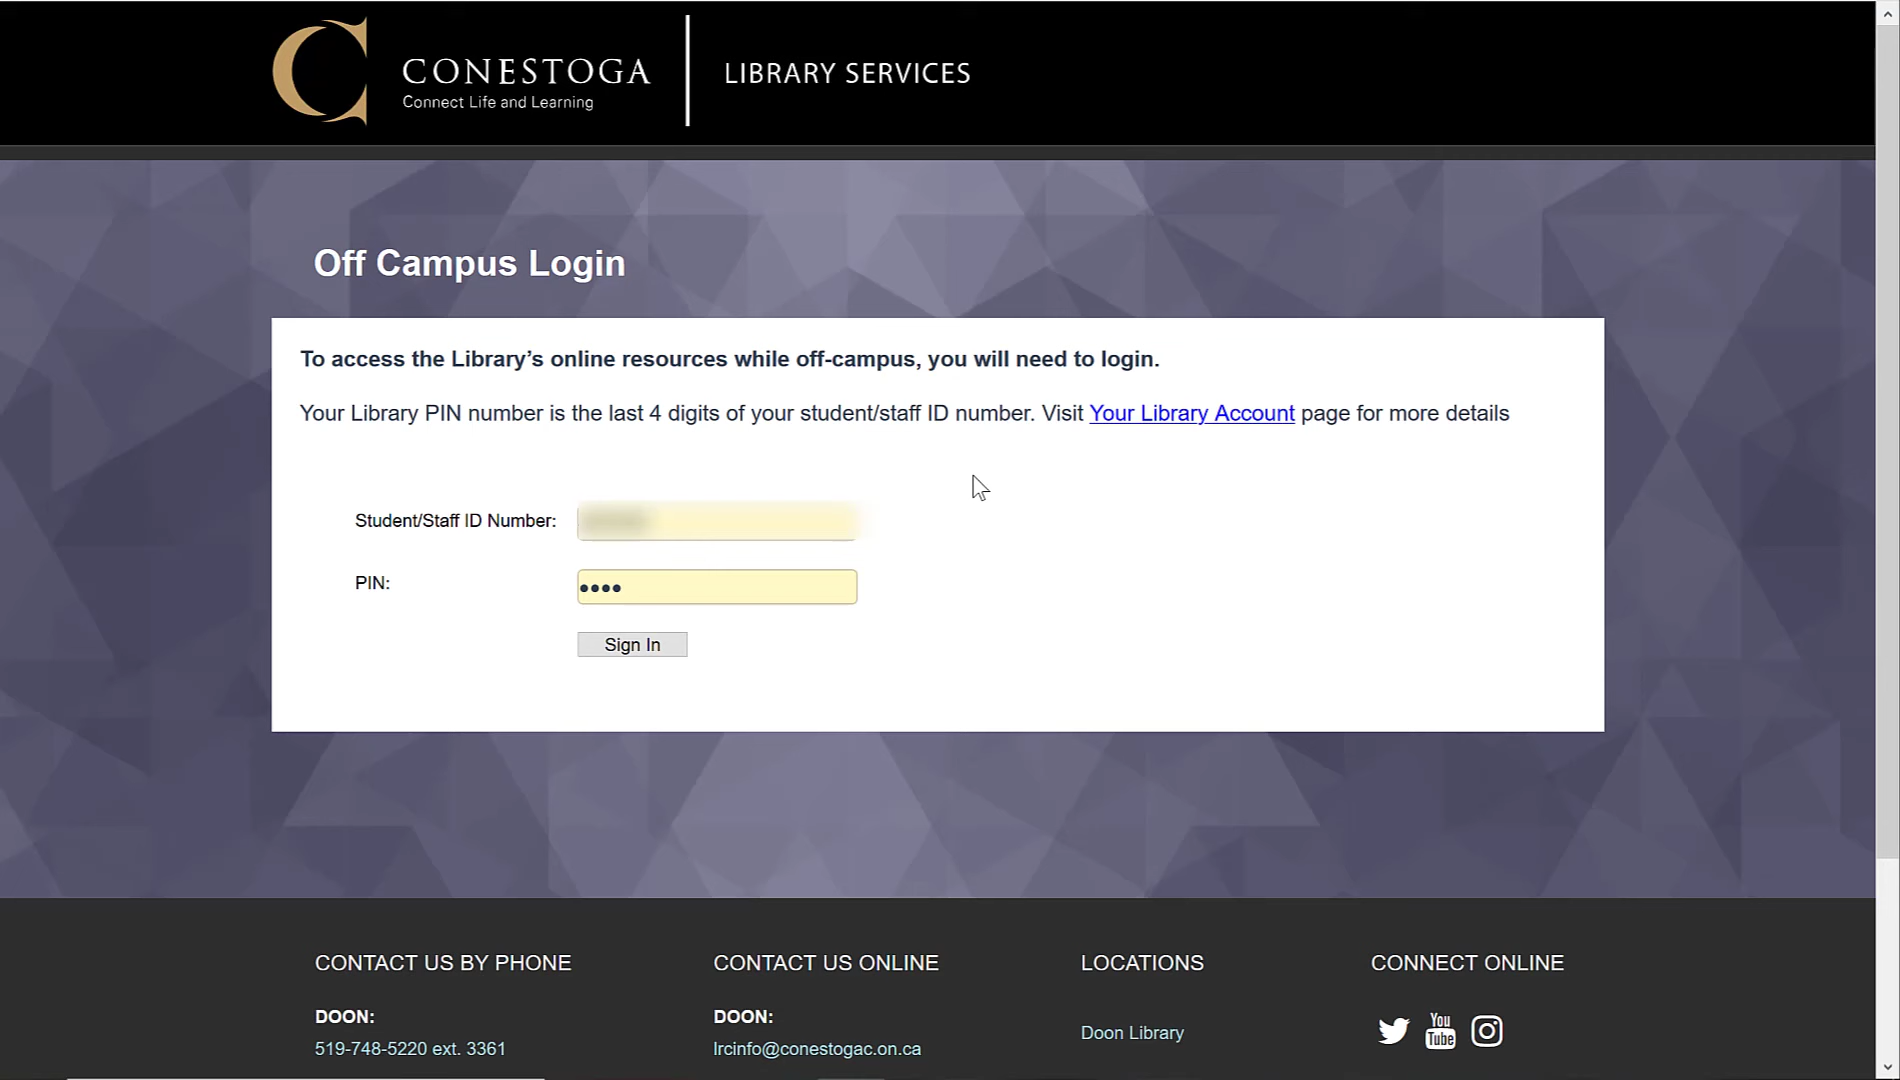 CONESTOGA
Connect Life and Learning
LIBRARY SERVICES
Off Campus Login
To access the Library’s online resources while off-campus, you will need to login.
Your Library PIN number is the last 4 digits of your student/staff ID number. Visit Your Library Account page for more details
Student/Staff ID Number:
PIN:
Sign In
CONTACT US BY PHONE
DOON:
519-748-5220 ext. 3361
CONTACT US ONLINE
DOON:
lrcinfo@conestogac.on.ca
LOCATIONS
Doon Library
CONNECT ONLINE
You
Tube